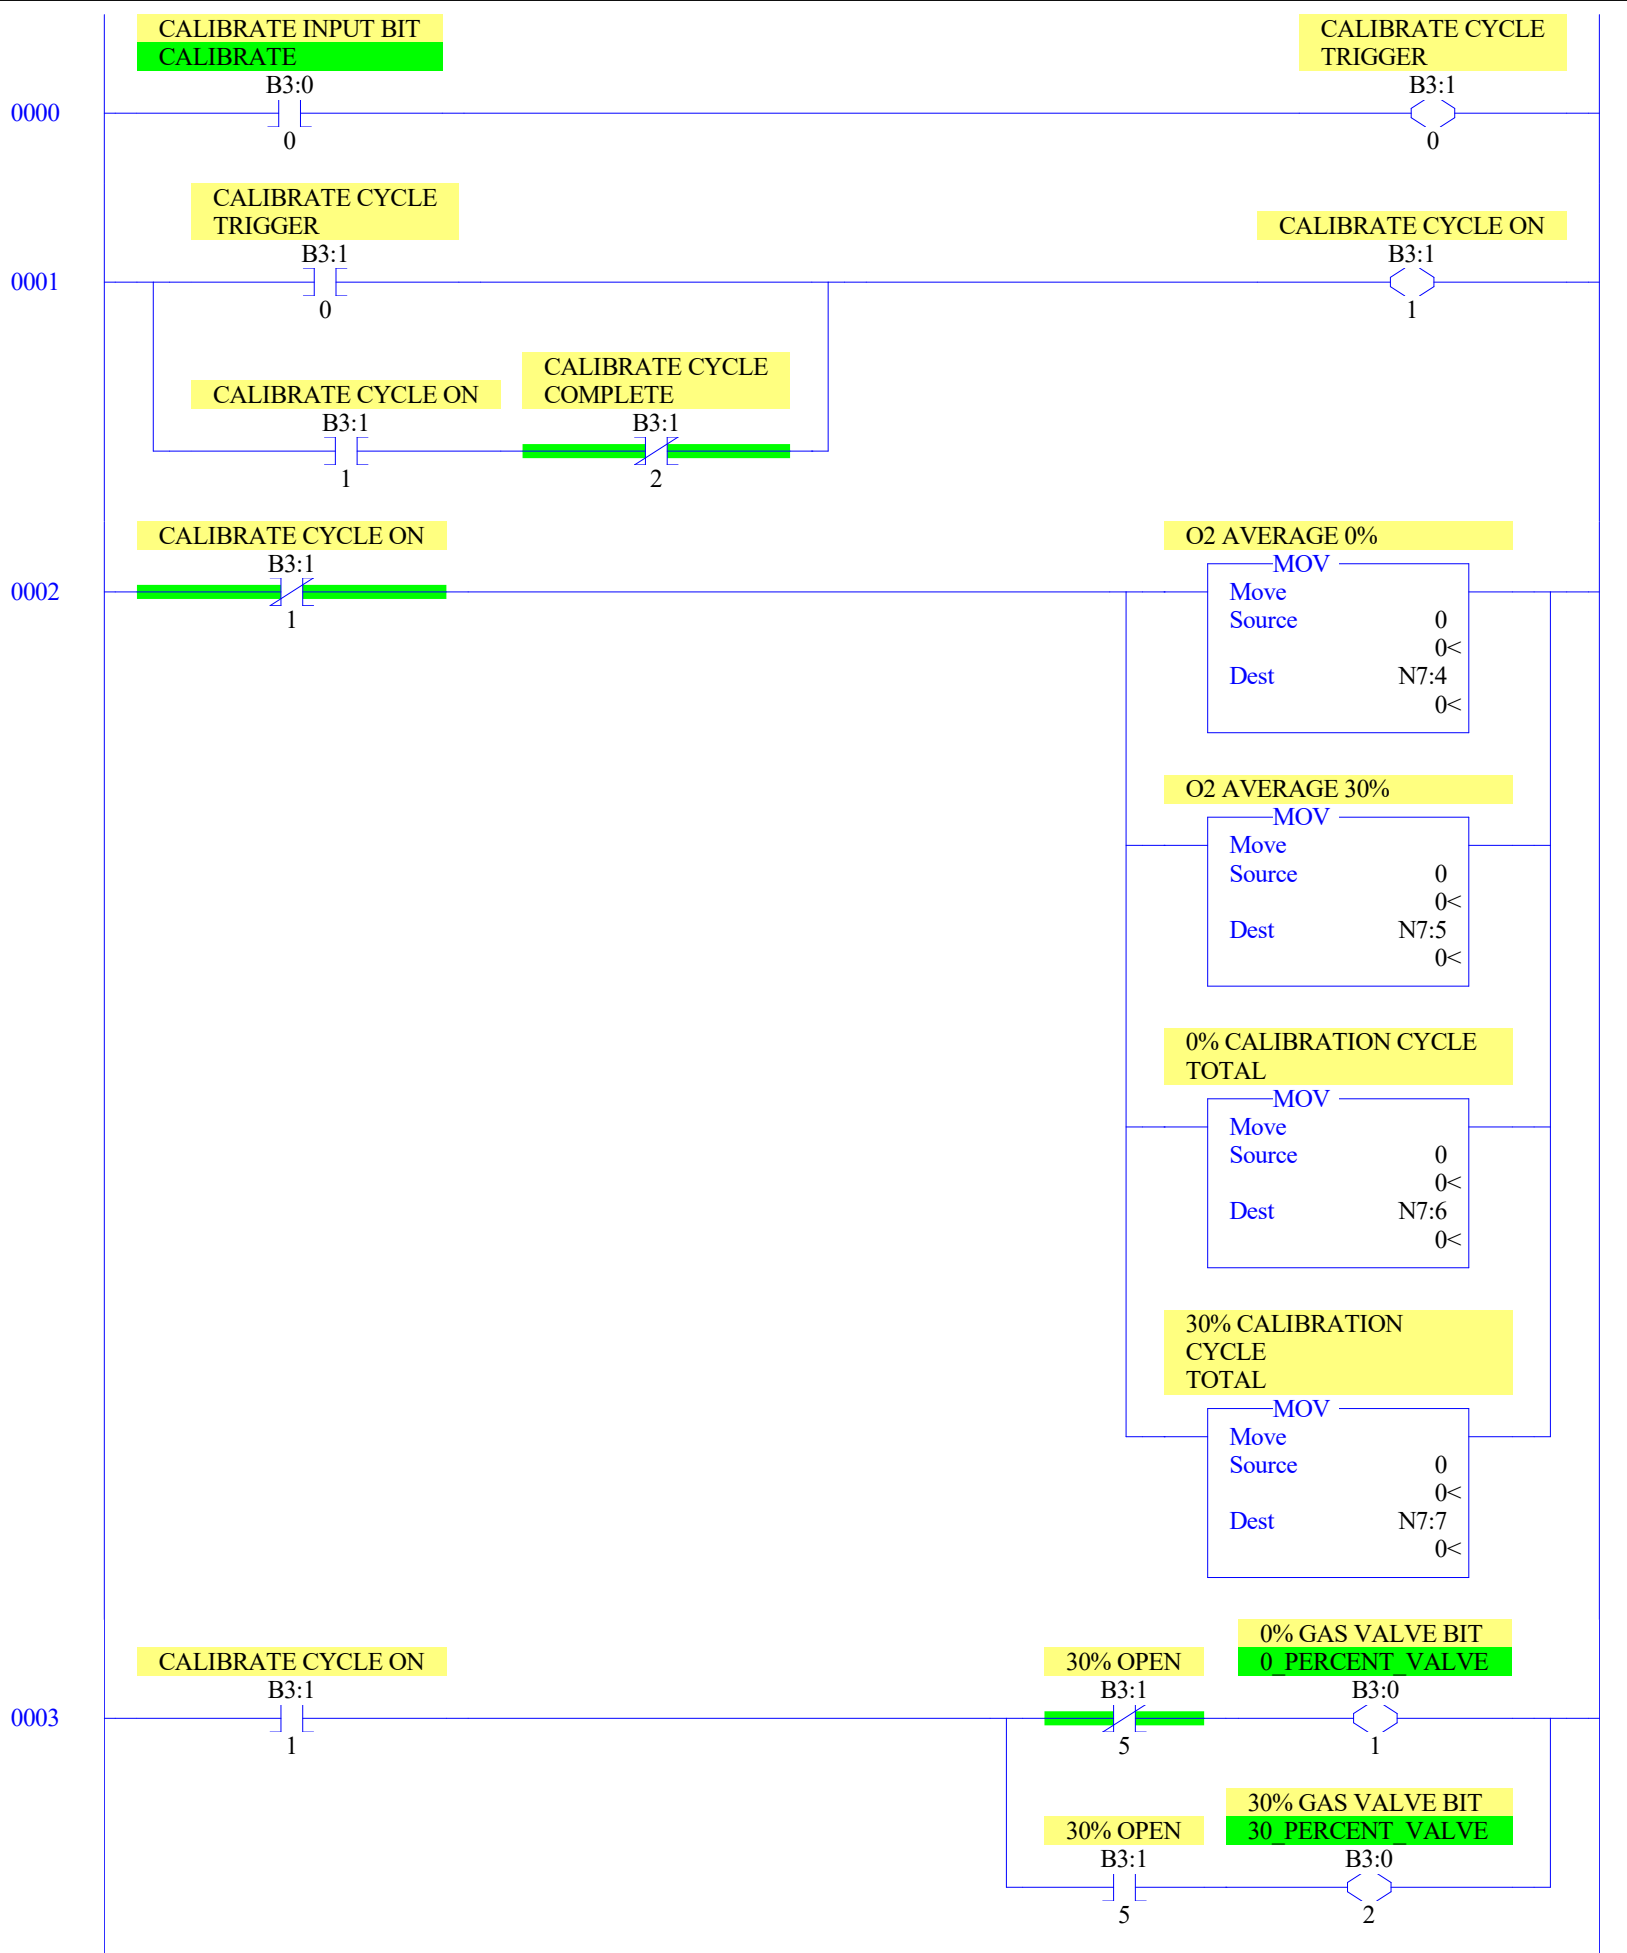 CALIBRATE INPUT BIT
CALIBRATE
B3:0
0
CALIBRATE CYCLE
TRIGGER
B3:1
0
0000
CALIBRATE CYCLE
TRIGGER
B3:1
0
CALIBRATE CYCLE ON
B3:1
1
0001
CALIBRATE CYCLE ON
B3:1
1
CALIBRATE CYCLE
COMPLETE
B3:1
2
CALIBRATE CYCLE ON
B3:1
1
0002
O2 AVERAGE 0%
MOV
Move
Source 0
0<
Dest N7:4
0<
O2 AVERAGE 30%
MOV
Move
Source 0
0<
Dest N7:5
0<
0% CALIBRATION CYCLE
TOTAL
MOV
Move
Source 0
0<
Dest N7:6
0<
30% CALIBRATION
CYCLE
TOTAL
MOV
Move
Source 0
0<
Dest N7:7
0<
CALIBRATE CYCLE ON
B3:1
1
0003
30% OPEN
B3:1
5
0% GAS VALVE BIT
0_PERCENT_VALVE
B3:0
1
30% OPEN
B3:1
5
30% GAS VALVE BIT
30_PERCENT_VALVE
B3:0
2